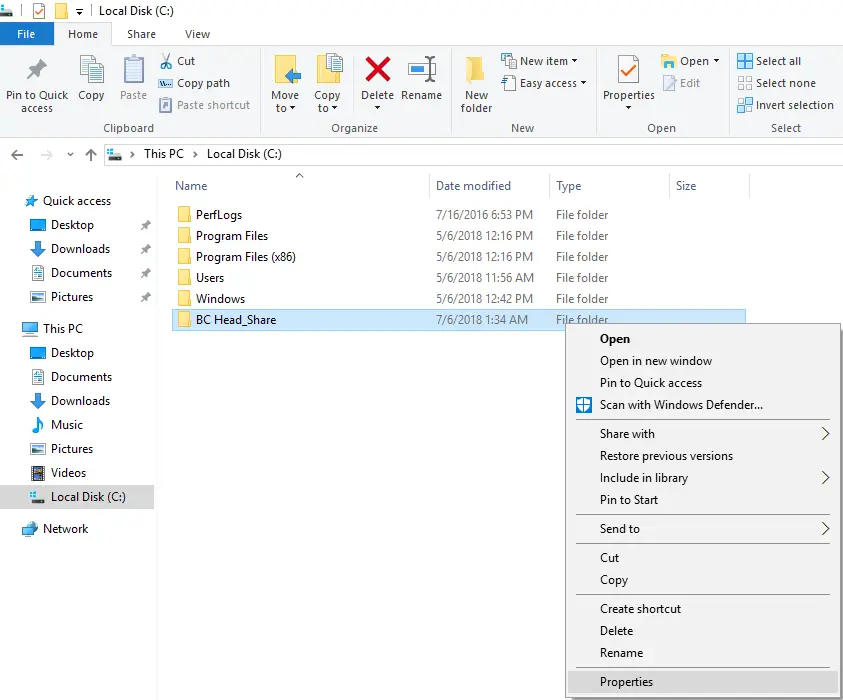 Local Disk (C:)
File Home Share View
Pin to Quick access
Copy
Paste
Cut
Copy path
Paste shortcut
Clipboard
Move to
Copy to
Delete
Rename
Organize
New folder
New item
Easy access
New
Properties
Open
Edit
Open
Select all
Select none
Invert selection
Select
This PC Local Disk (C:)
Name Date modified Type Size
Quick access
Desktop
Downloads
Documents
Pictures
This PC
Desktop
Documents
Downloads
Music
Pictures
Videos
Local Disk (C:)
Network
PerfLogs 7/16/2016 6:53 PM File folder
Program Files 5/6/2018 12:16 PM File folder
Program Files (x86) 5/6/2018 12:16 PM File folder
Users 5/6/2018 11:56 AM File folder
Windows 5/6/2018 12:42 PM File folder
BC Head_Share 7/6/2018 1:34 AM File folder
Open
Open in new window
Pin to Quick access
Scan with Windows Defender...
Share with
Restore previous versions
Include in library
Pin to Start
Send to
Cut
Copy
Create shortcut
Delete
Rename
Properties